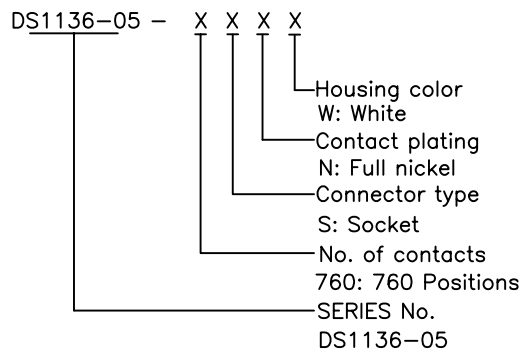 DS1136-05 - X X X X
Housing color
W: White
Contact plating
N: Full nickel
Connector type
S: Socket
No. of contacts
760: 760 Positions
SERIES No.
DS1136-05